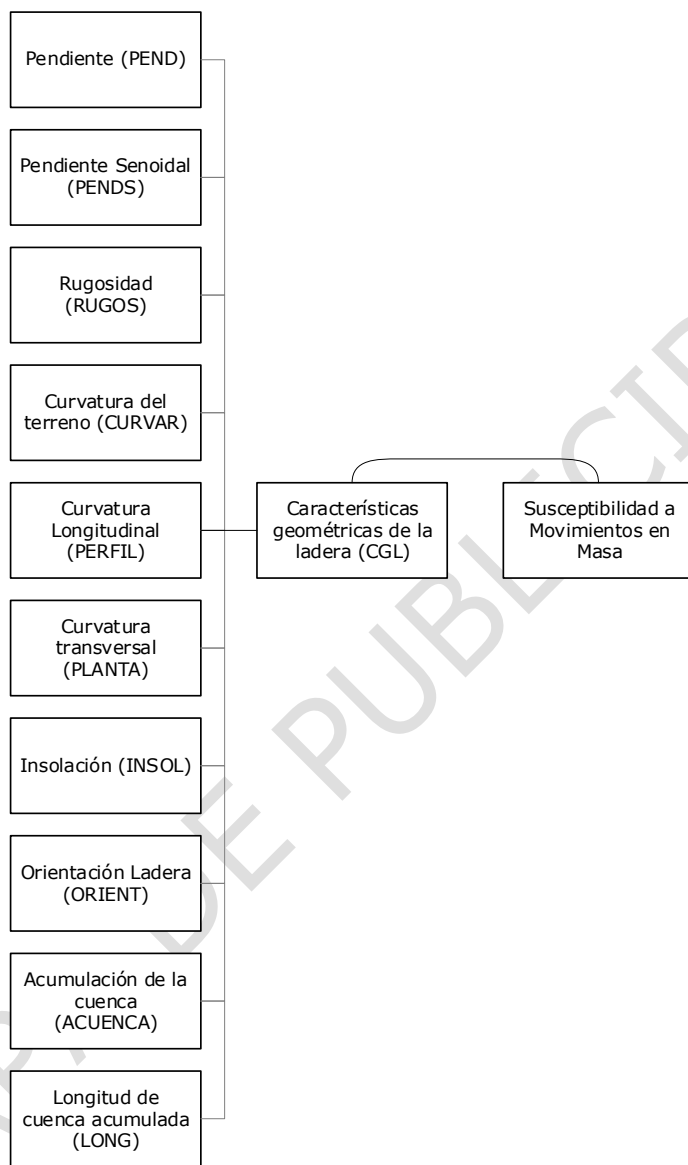 Pendiente (PEND)
Pendiente Senoidal
(PENDS)
Rugosidad
(RUGOS)
Curvatura del
terreno (CURVAR)
Curvatura
Longitudinal
(PERFIL)
Características
geométricas de la
ladera (CGL)
Susceptibilidad a
Movimientos en
Masa
Curvatura
transversal
(PLANTA)
Insolación (INSOL)
Orientación Ladera
(ORIENT)
Acumulación de la
cuenca
(ACUENCA)
Longitud de
cuenca acumulada
(LONG)
DE PUBLICI